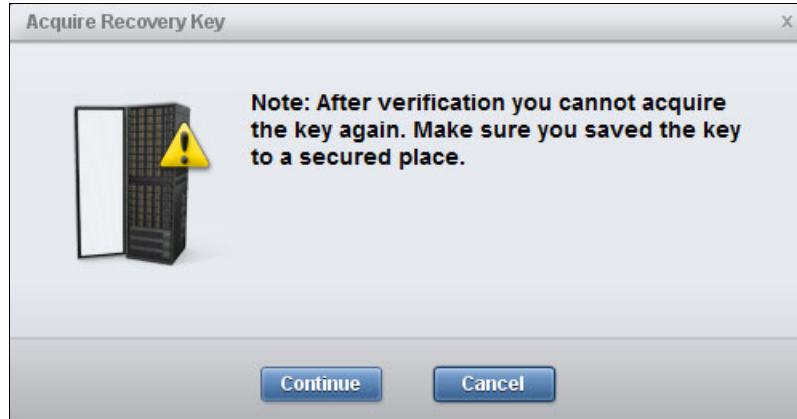 Acquire Recovery Key
x
Note: After verification you cannot acquire
the key again. Make sure you saved the key
to a secured place.
Continue
Cancel